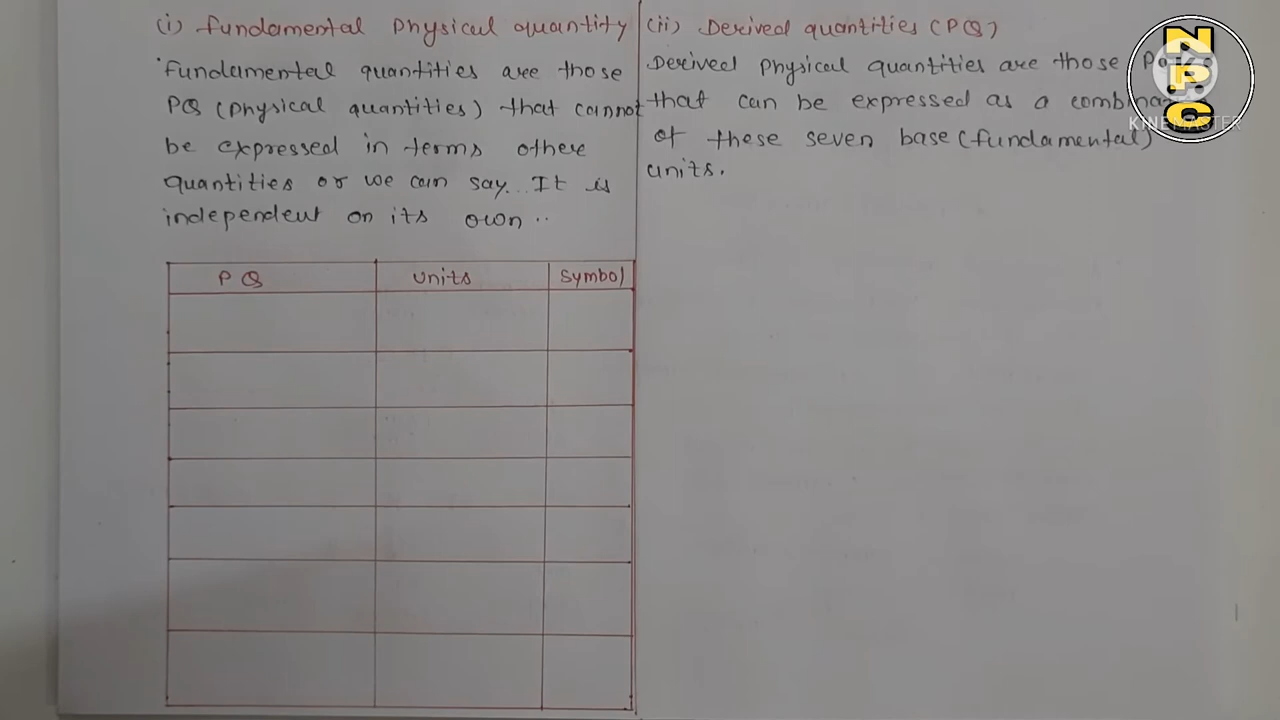 (i) fundamental Physical quantity
Fundamental quantities are those
PQ (physical quantities) that cannot
be expressed in terms othere
quantities or we can say... It is
independent on its own ..
PQ units symbol
(ii) Derived quantities (PQ)
Derived Physical quantities are those
that can be expressed as a
of these seven base (fundamental)
units.
NPC
KINEMASTER